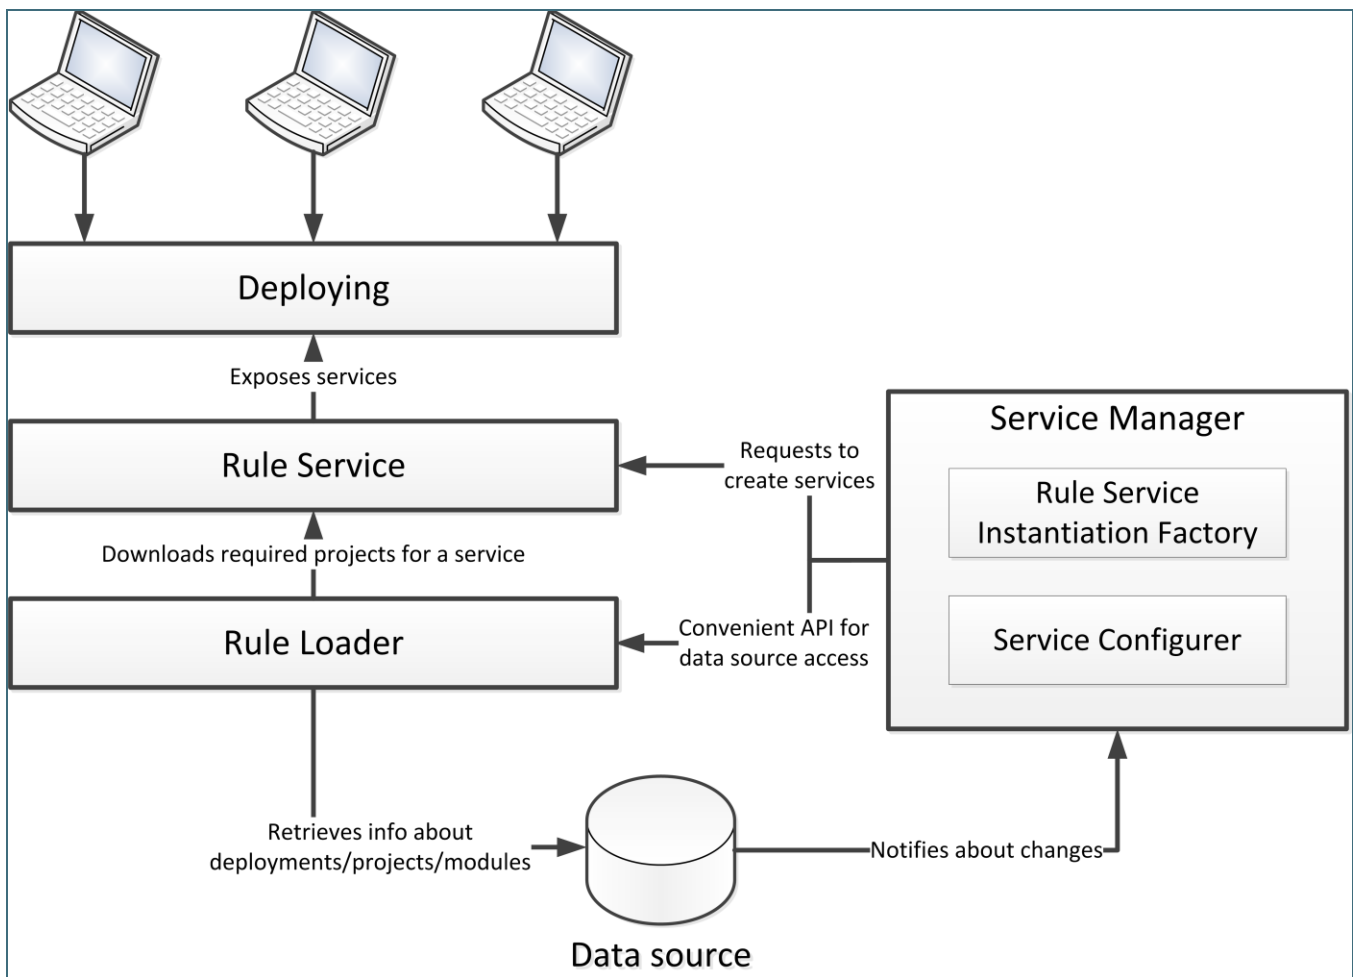 Deploying
Exposes services
Rule Service
Downloads required projects for a service
Rule Loader
Requests to
create services
Convenient API for
data source access
Service Manager
Rule Service
Instantiation Factory
Service Configurer
Retrieves info about
deployments/projects/modules
Notifies about changes
Data source